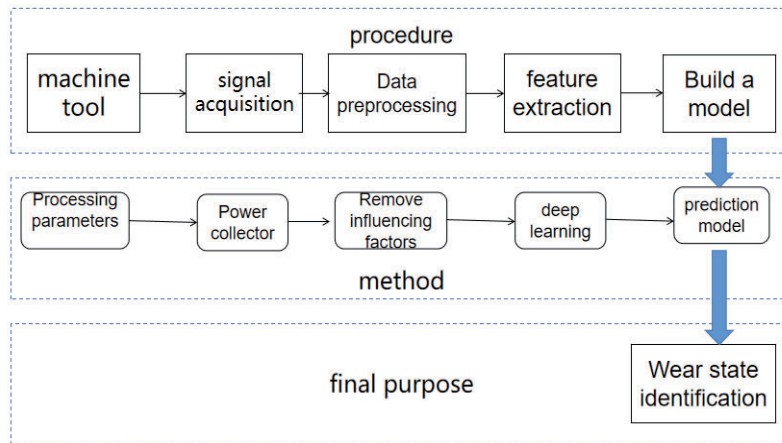 procedure
machine
tool
signal
acquisition
Data
preprocessing
feature
extraction
Build a
model
Processing
parameters
Power
collector
Remove
influencing
factors
deep
learning
prediction
model
method
final purpose
Wear state
identification